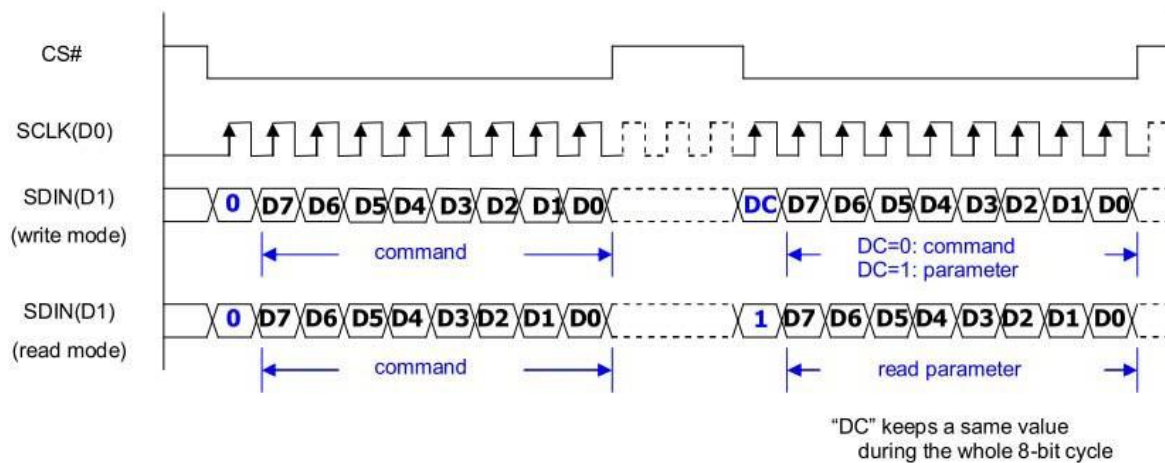 CS#
SCLK(D0)
SDIN(D1) 0 D7 D6 D5 D4 D3 D2 D1 D0 DC D7 D6 D5 D4 D3 D2 D1 D0
(write mode) command DC=0: command
DC=1: parameter
SDIN(D1) 0 D7 D6 D5 D4 D3 D2 D1 D0 1 D7 D6 D5 D4 D3 D2 D1 D0
(read mode) command read parameter
“DC” keeps a same value
during the whole 8-bit cycle